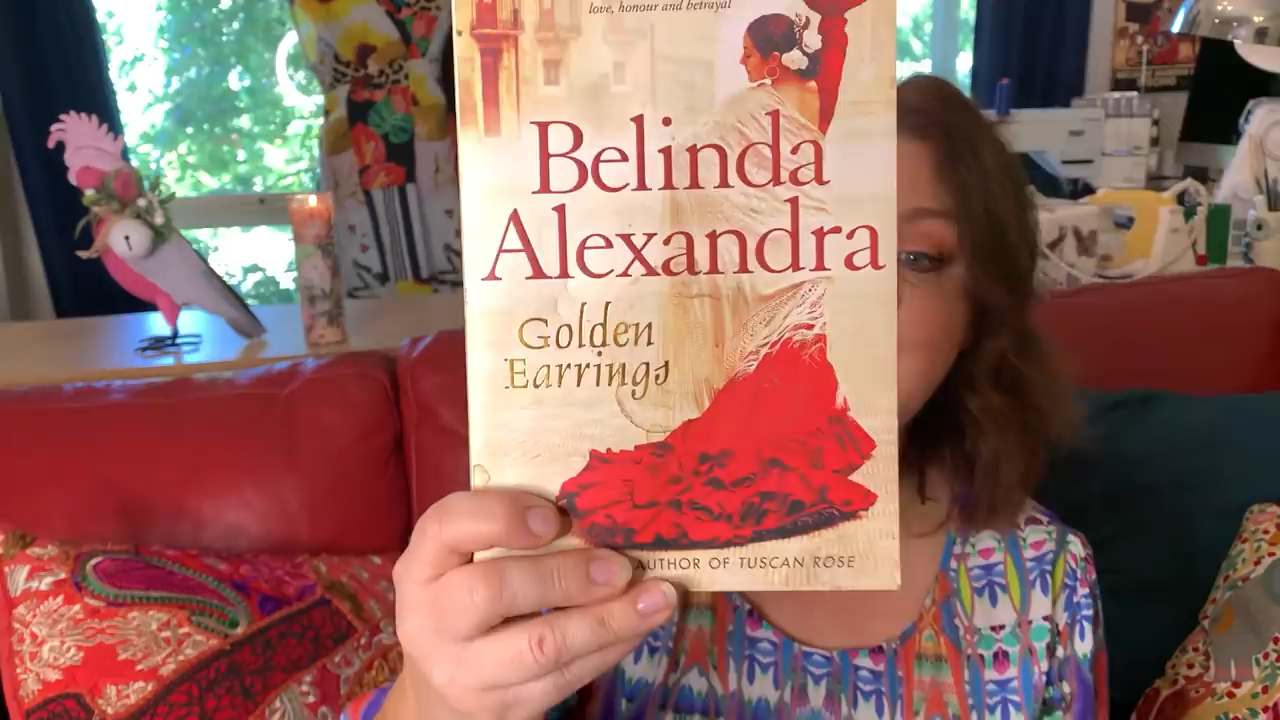 love, honour and betrayal
Belinda
Alexandra
Golden
Earrings
AUTHOR OF TUSCAN ROSE